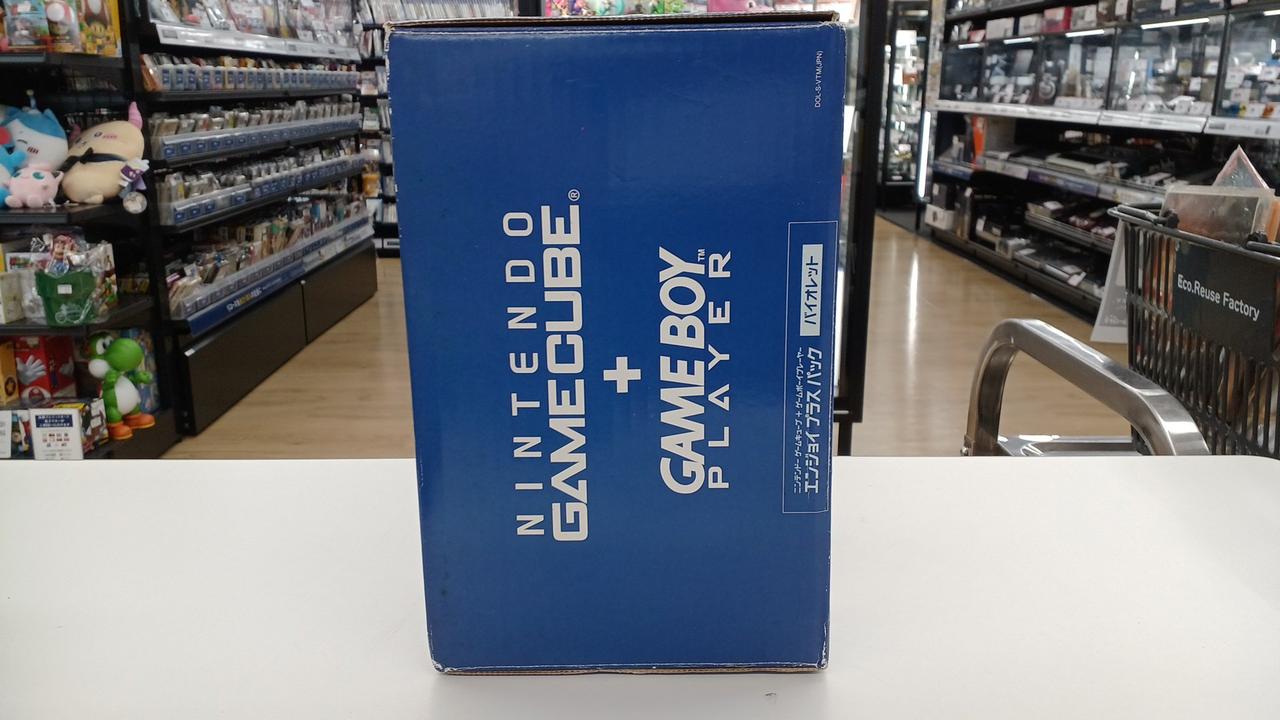 NINTENDO
GAMECUBE®
+
GAME BOY™
PLAYER
ニンテンドー ゲームキューブ + ゲームボーイプレーヤー
エンジョイ プラス パック バイオレット
DOL-S-VTM(JPN)
Eco.Reuse Factory